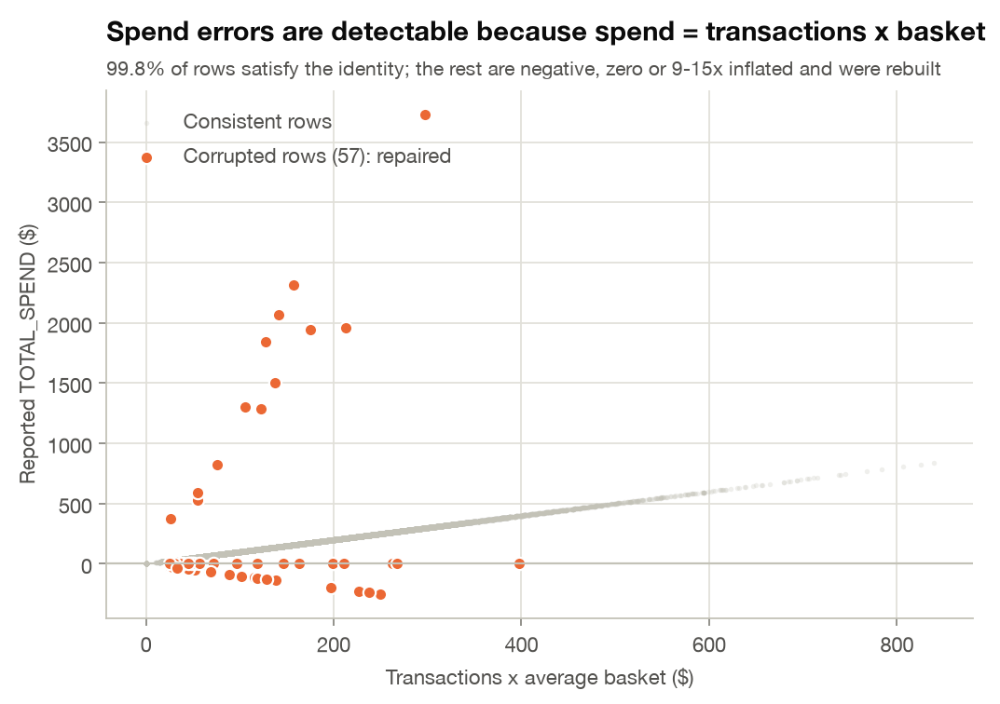 Spend errors are detectable because spend = transactions x basket
99.8% of rows satisfy the identity; the rest are negative, zero or 9-15x inflated and were rebuilt
Consistent rows
Corrupted rows (57): repaired
Reported TOTAL_SPEND ($)
3500
3000
2500
2000
1500
1000
500
0
0
200
400
600
800
Transactions x average basket ($)